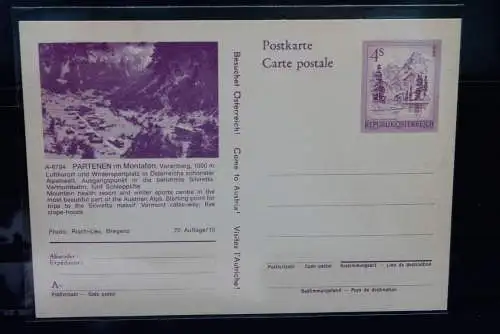 Postkarte
Carte postale
4 S
REPUBLIK ÖSTERREICH
Besuchet Österreich! Come to Austria! Visitez l'Autriche!
A-6794 PARTENEN im Montafon, Vorarlberg, 1050 m
Luftkurort und Wintersportplatz in Österreichs schönster
Alpenwelt. Ausgangspunkt in die berühmte Silvretta.
Vermuntbahn, fünf Schlepplifte
Mountain health resort and winter sports centre in the
most beautiful part of the Austrian Alps. Starting point for
trips to the Silvretta massif. Vermunt cable-way; five
slope-hoists
Photo: Risch-Lau, Bregenz
Absender:
Expéditeur:
A-
Postleitzahl - Code postal
Postleitzahl - Code postal Bestimmungsort - Lieu de destination
Bestimmungsland - Pays de destination